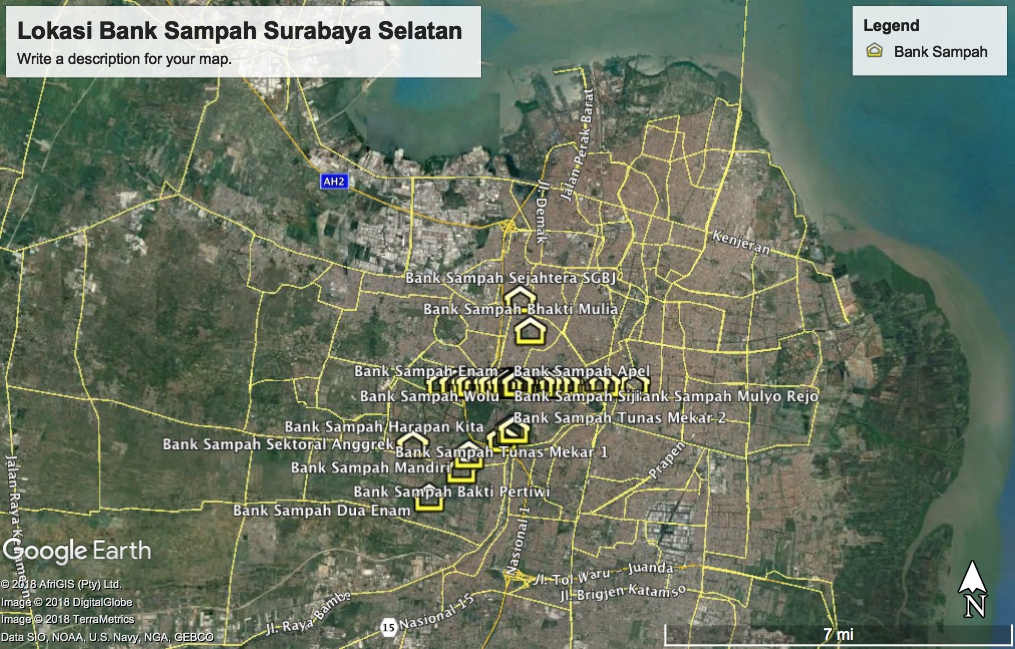 Lokasi Bank Sampah Surabaya Selatan
Write a description for your map.
Legend
Bank Sampah
Jalan Perak Barat
AH2
Jl. Demak
Kenjeran
Bank Sampah Sejahtera SGBJ
Bank Sampah Bhakti Mulia
Bank Sampah Enam
Bank Sampah Apel
Bank Sampah Wolu
Bank Sampah Siji
ank Sampah Mulyo Rejo
Bank Sampah Tunas Mekar 2
Bank Sampah Harapan Kita
Bank Sampah Sektoral Anggrek
Bank Sampah Tunas Mekar 1
Bank Sampah Mandiri
Prapen
Bank Sampah Bakti Pertiwi
Bank Sampah Dua Enam
Jalan Raya
Nasional 1
Google Earth
Jl. Tol Waru - Juanda
Jl. Brigjen Katamso
Jl. Raya Bambe
15
Nasional 15
© 2018 AfriGIS (Pty) Ltd.
Image © 2018 DigitalGlobe
Image © 2018 TerraMetrics
Data SIO, NOAA, U.S. Navy, NGA, GEBCO
N
7 mi